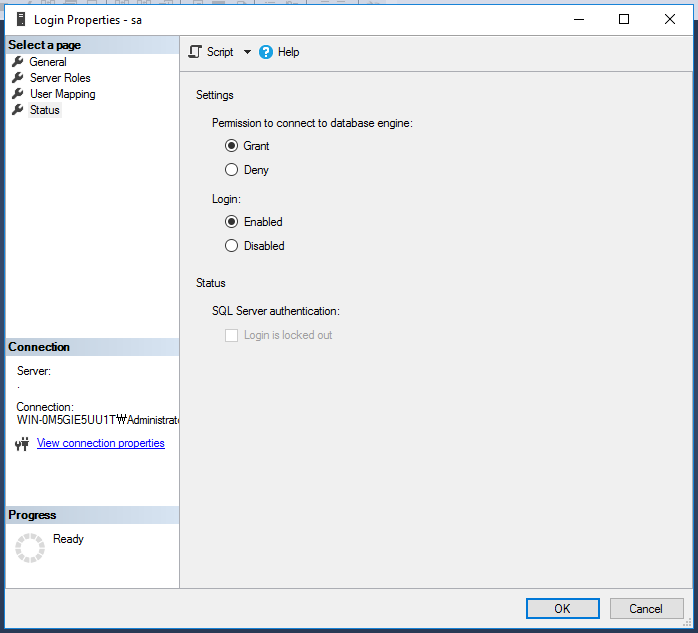 Login Properties - sa
Select a page
General
Server Roles
User Mapping
Status
Script
Help
Settings
Permission to connect to database engine:
Grant
Deny
Login:
Enabled
Disabled
Status
SQL Server authentication:
Login is locked out
Connection
Server:
.
Connection:
WIN-0M5GIE5UU1T₩Administrato
View connection properties
Progress
Ready
OK
Cancel